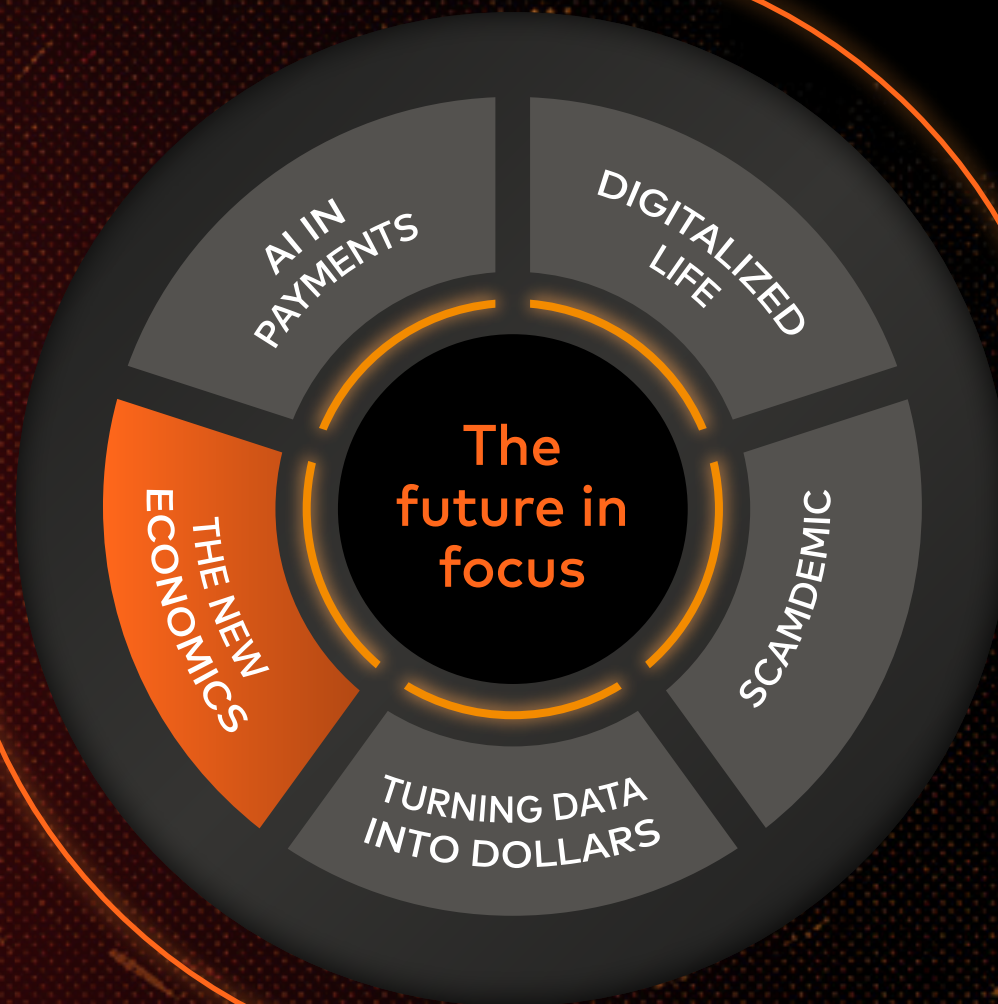 The
future in
focus
DIGITALIZED
LIFE
SCAMDEMIC
TURNING DATA
INTO DOLLARS
THE NEW
ECONOMICS
AI IN
PAYMENTS